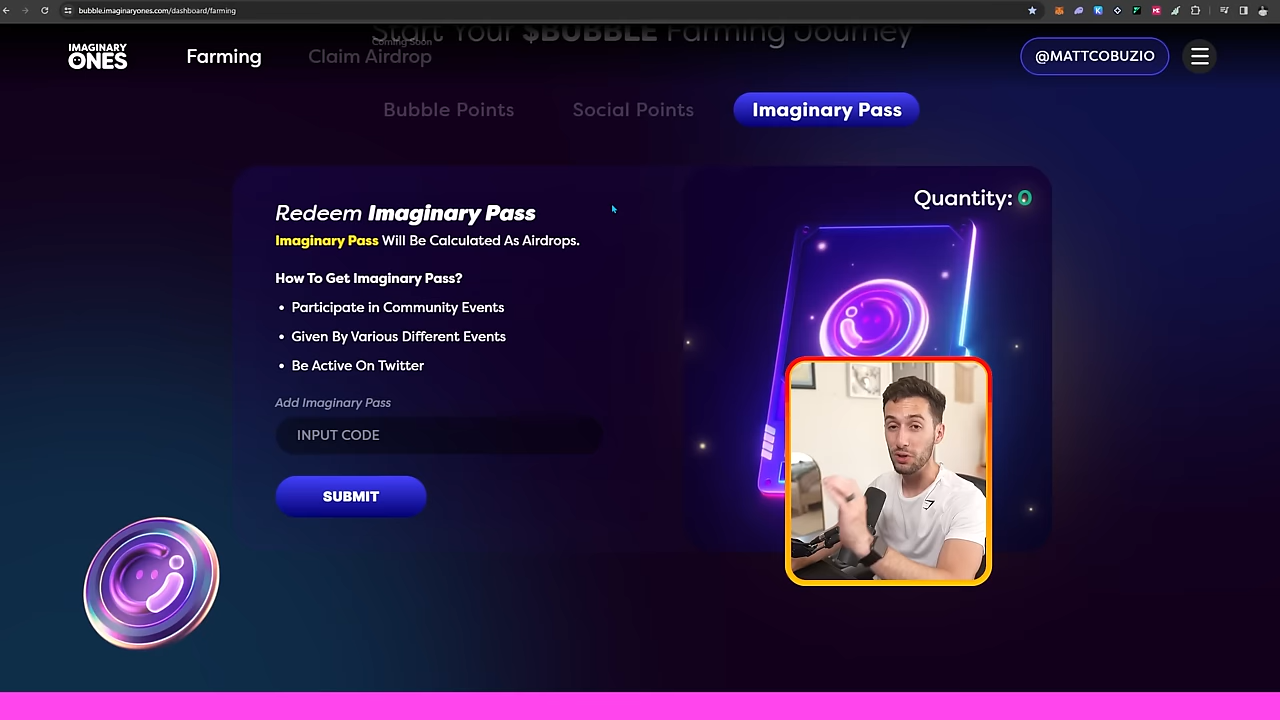 bubble.imaginaryones.com/dashboard/farming
Start Your $BUBBLE Farming Journey
IMAGINARY
ONES
Farming
Coming Soon
Claim Airdrop
@MATTCOBUZIO
Bubble Points
Social Points
Imaginary Pass
Redeem Imaginary Pass
Imaginary Pass Will Be Calculated As Airdrops.
How To Get Imaginary Pass?
• Participate in Community Events
• Given By Various Different Events
• Be Active On Twitter
Add Imaginary Pass
INPUT CODE
SUBMIT
Quantity: 0